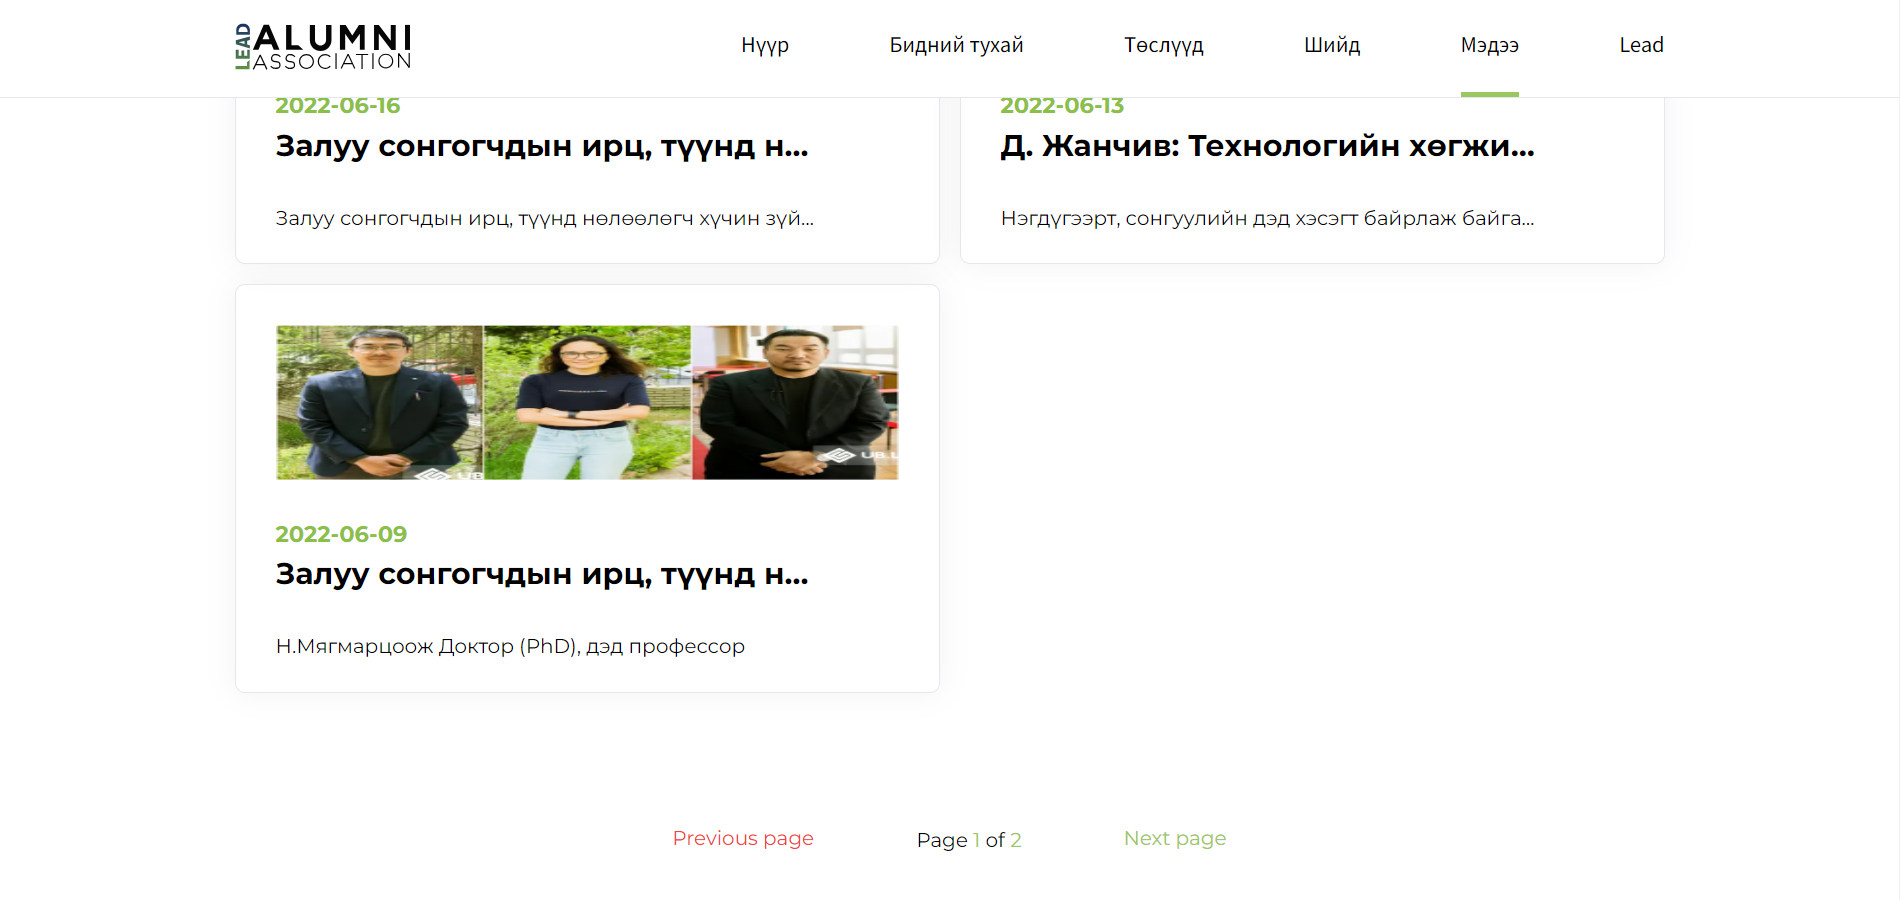 LEAD
ALUMNI
ASSOCIATION
Нүүр
Бидний тухай
Төслүүд
Шийд
Мэдээ
Lead
2022-06-16
Залуу сонгогчдын ирц, түүнд н...
Залуу сонгогчдын ирц, түүнд нөлөөлөгч хүчин зүй...
2022-06-13
Д. Жанчив: Технологийн хөгжи...
Нэгдүгээрт, сонгуулийн дэд хэсэгт байрлаж байга...
UB
UB.
2022-06-09
Залуу сонгогчдын ирц, түүнд н...
Н.Мягмарцоож Доктор (PhD), дэд профессор
Previous page
Page 1 of 2
Next page